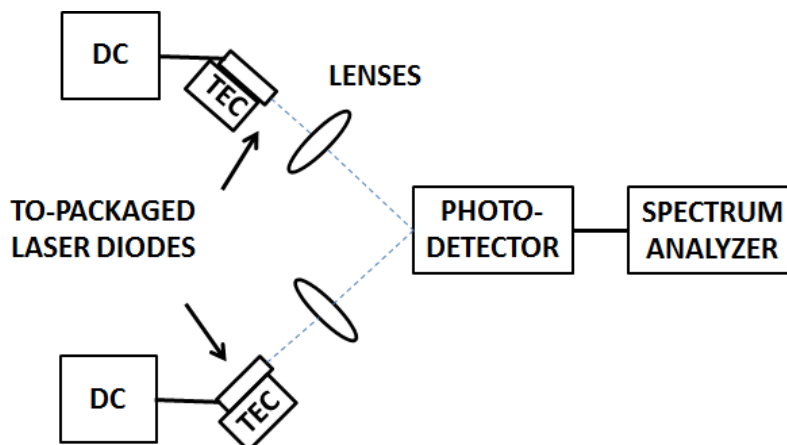 DC
TEC
LENSES
TO-PACKAGED
LASER DIODES
PHOTO-
DETECTOR
SPECTRUM
ANALYZER
DC
TEC